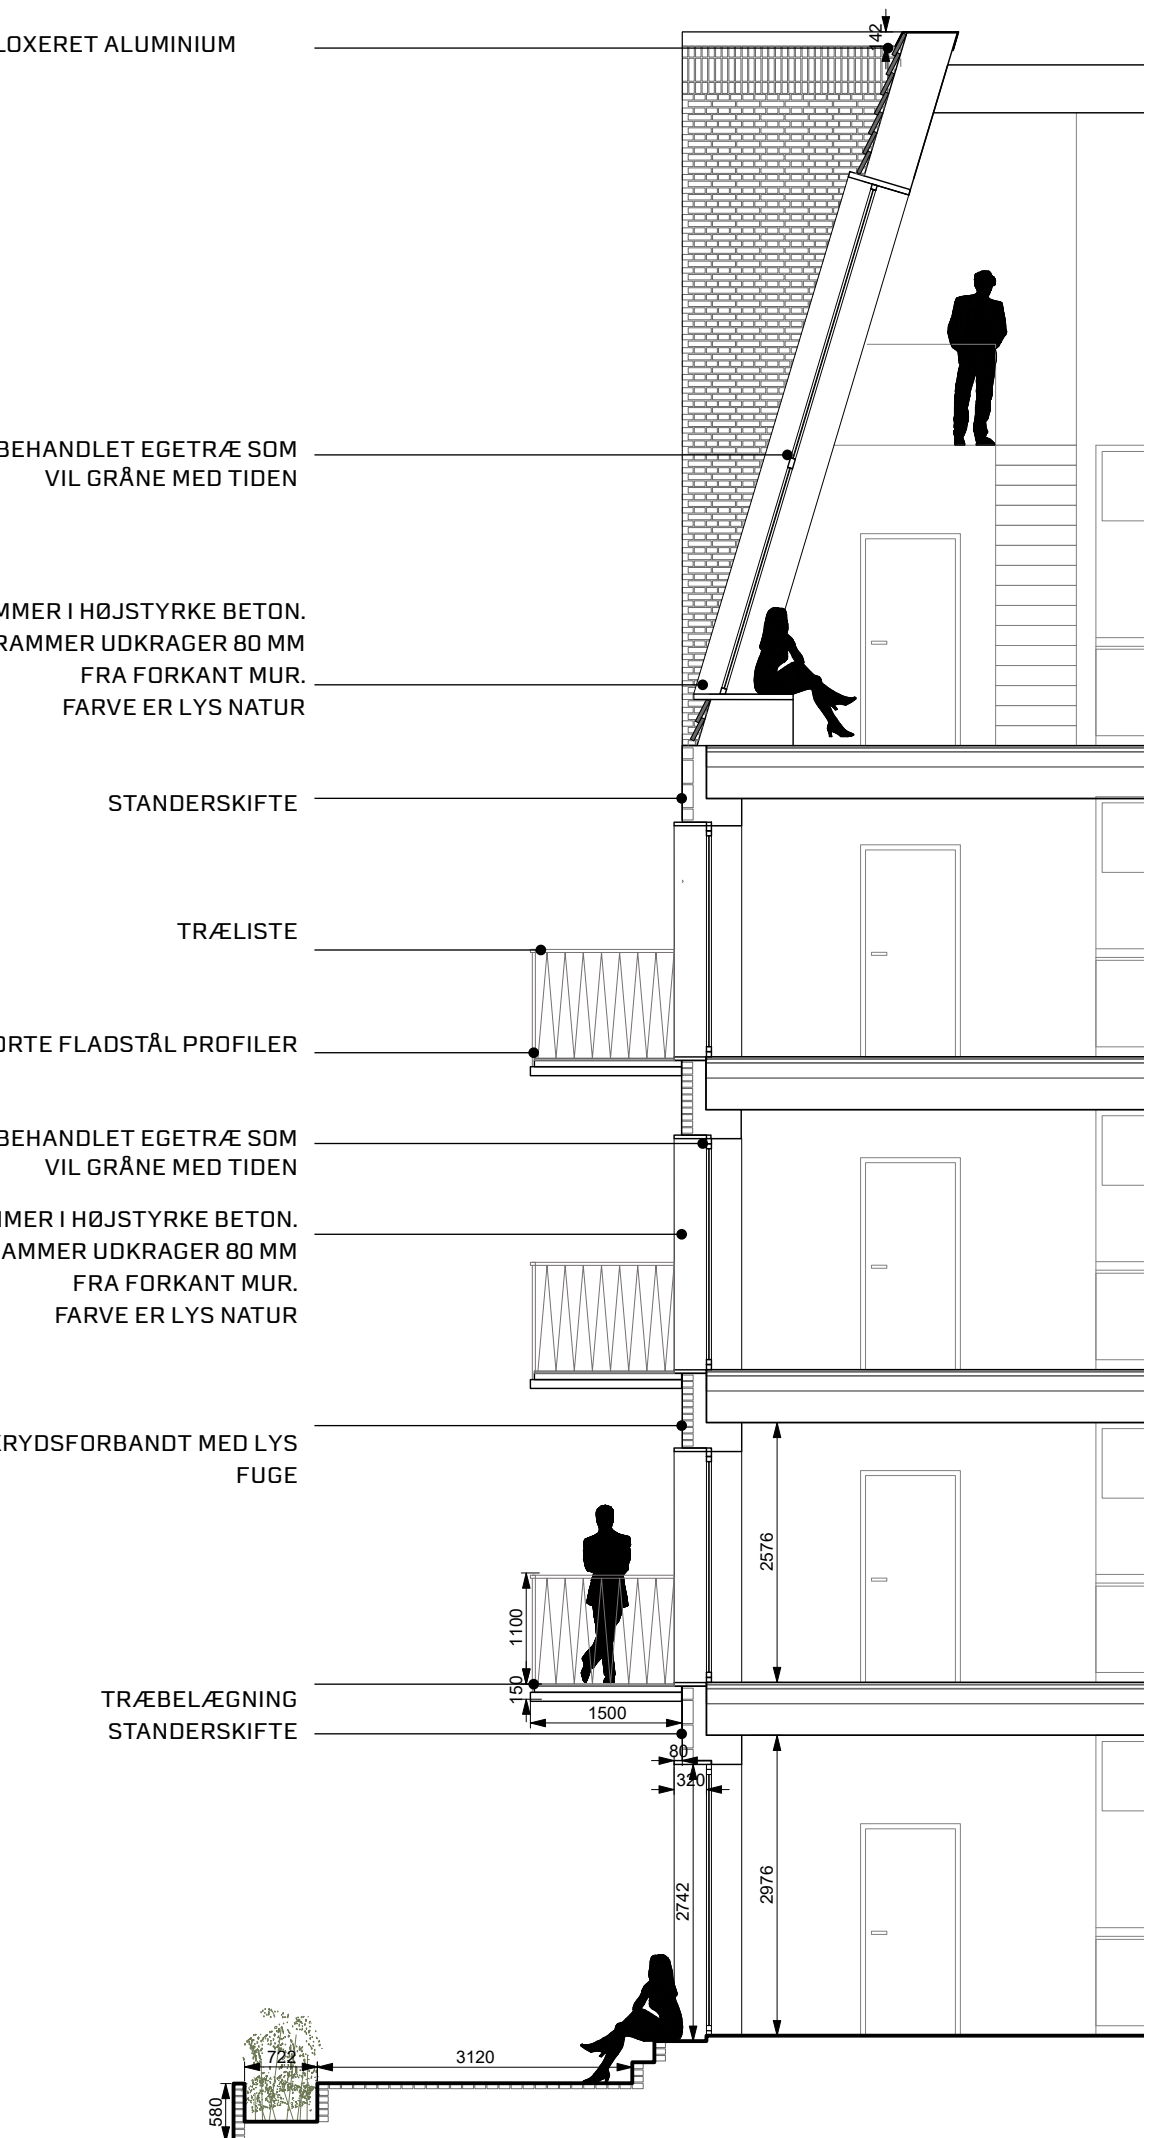 LOXERET ALUMINIUM
142
BEHANDLET EGETRÆ SOM
VIL GRÅNE MED TIDEN
MMER I HØJSTYRKE BETON.
RAMMER UDKRAGER 80 MM
FRA FORKANT MUR.
FARVE ER LYS NATUR
STANDERSKIFTE
TRÆLISTE
ORTE FLADSTÅL PROFILER
BEHANDLET EGETRÆ SOM
VIL GRÅNE MED TIDEN
MMER I HØJSTYRKE BETON.
AMMER UDKRAGER 80 MM
FRA FORKANT MUR.
FARVE ER LYS NATUR
RYDSFORBANDT MED LYS
FUGE
2576
1100
150
1500
TRÆBELÆGNING
STANDERSKIFTE
80
320
2742
2976
722
3120
580